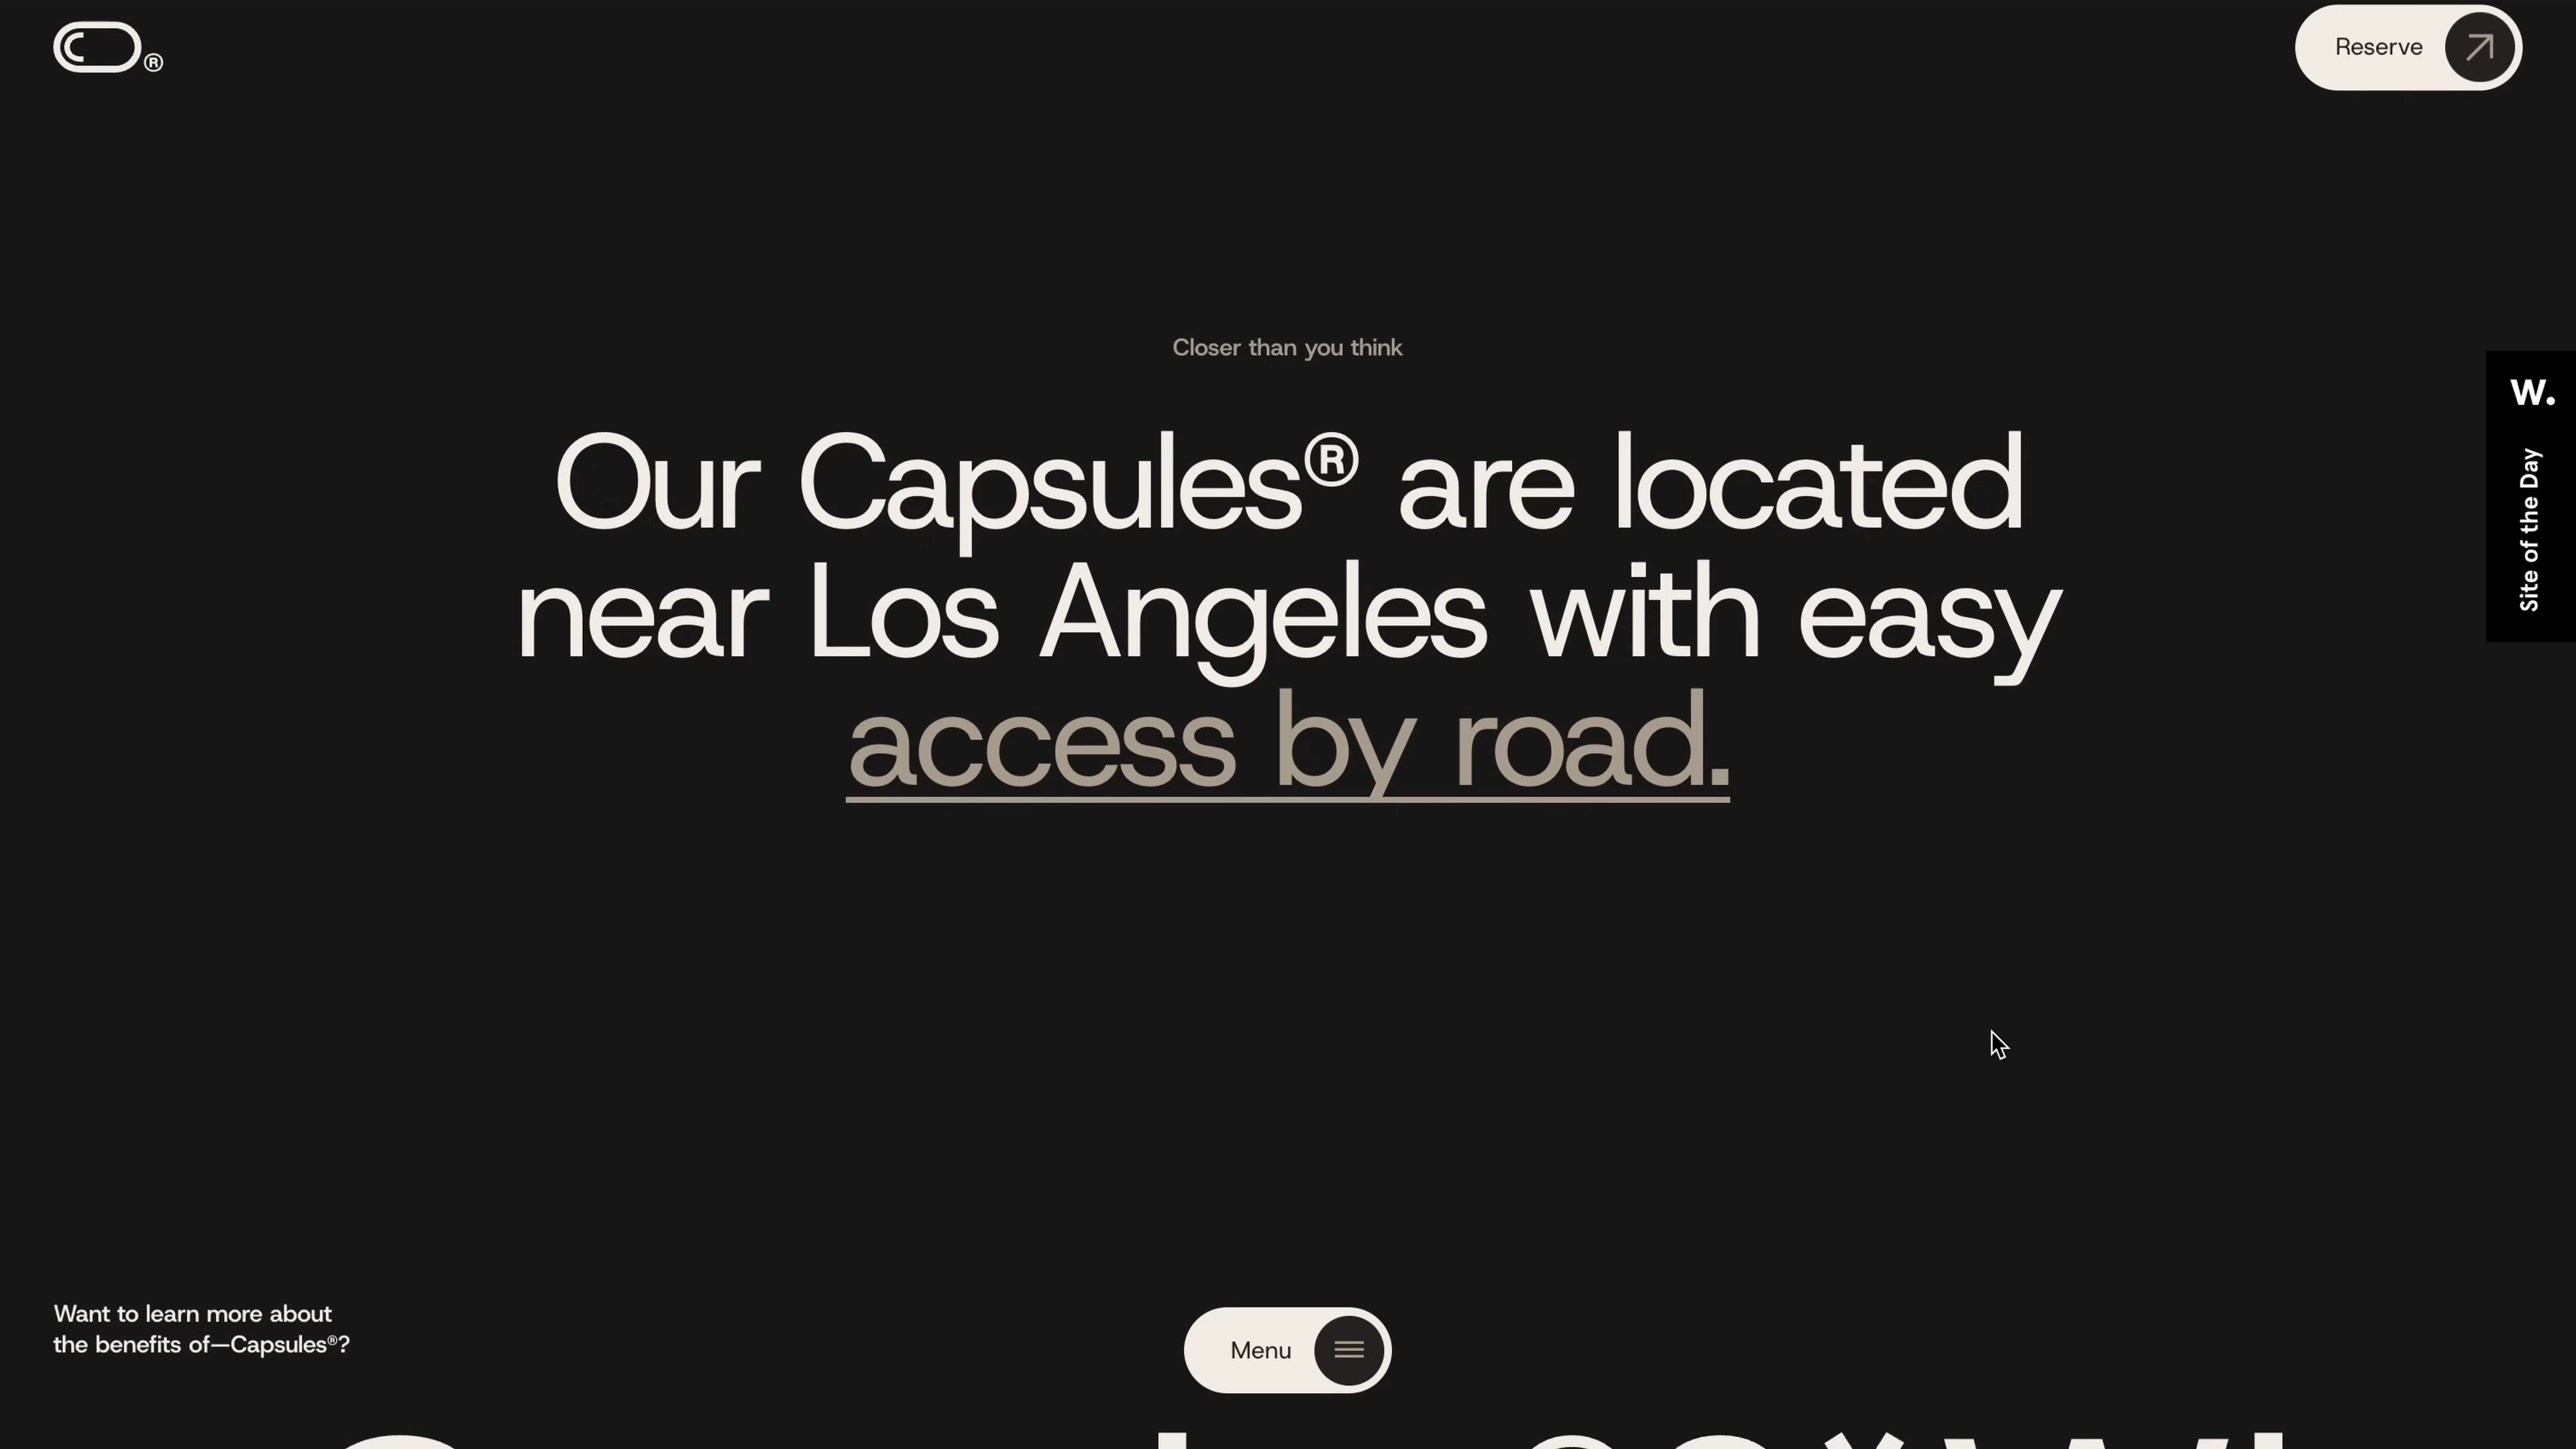 ®
Reserve
Closer than you think
Our Capsules® are located
near Los Angeles with easy
access by road.
W.
Site of the Day
Want to learn more about
the benefits of—Capsules®?
Menu